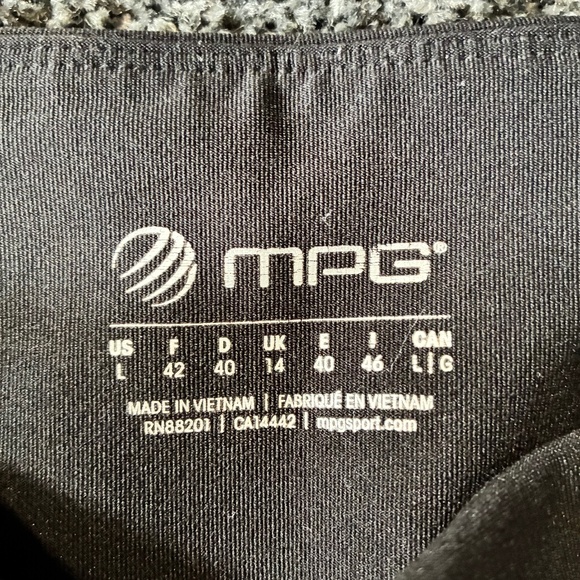 MPG®
US F D UK E I CAN
L 42 40 14 40 46 L|G
MADE IN VIETNAM | FABRIQUÉ EN VIETNAM
RN88201 | CA14442 | mpgsport.com